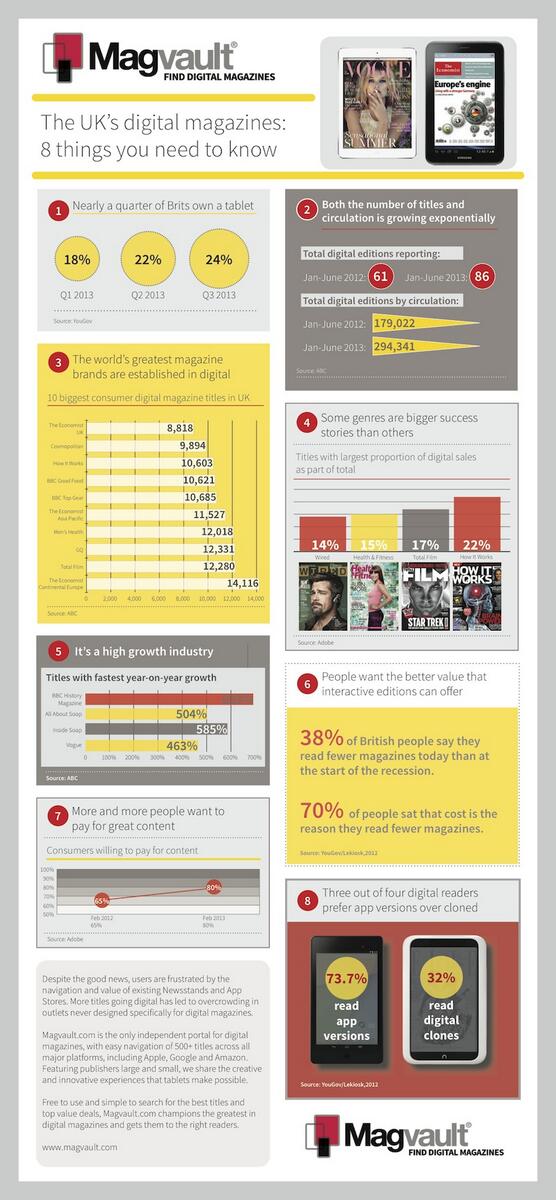 Magvault®
FIND DIGITAL MAGAZINES
The UK's digital magazines:
8 things you need to know
VOGUE
Sensational
SUMMER
The
Economist
Europe's engine
SAMSUNG
1 Nearly a quarter of Brits own a tablet
18% 22% 24%
Q1 2013 Q2 2013 Q3 2013
Source: YouGov
2 Both the number of titles and
circulation is growing exponentially
Total digital editions reporting:
Jan-June 2012: 61 Jan-June 2013: 86
Total digital editions by circulation:
Jan-June 2012: 179,022
Jan-June 2013: 294,341
Source: ABC
3 The world's greatest magazine
brands are established in digital
10 biggest consumer digital magazine titles in UK
The Economist
UK 8,818
Cosmopolitan 9,894
How It Works 10,603
BBC Good Food 10,621
BBC Top Gear 10,685
The Economist
Asia Pacific 11,527
Men's Health 12,018
GQ 12,331
Total Film 12,280
The Economist
Continental Europe 14,116
0 2,000 4,000 6,000 8,000 10,000 12,000 14,000
Source: ABC
4 Some genres are bigger success
stories than others
Titles with largest proportion of digital sales
as part of total
14% 15% 17% 22%
Wired Health & Fitness Total Film How It Works
WIRED
FILM
STAR TREK
HOW IT
WORKS
Source: Adobe
5 It's a high growth industry
Titles with fastest year-on-year growth
BBC History
Magazine
All About Soap 504%
Inside Soap 585%
Vogue 463%
0 100% 200% 300% 400% 500% 600% 700%
Source: ABC
6 People want the better value that
interactive editions can offer
38% of British people say they
read fewer magazines today than at
the start of the recession.
70% of people sat that cost is the
reason they read fewer magazines.
Source: YouGov/Lekiosk,2012
7 More and more people want to
pay for great content
Consumers willing to pay for content
100%
90%
80%
70%
60%
50%
65% 80%
Feb 2012 Feb 2013
65% 80%
Source: Adobe
8 Three out of four digital readers
prefer app versions over cloned
73.7% 32%
read read
app digital
versions clones
Source: YouGov/Lekiosk,2012
Despite the good news, users are frustrated by the
navigation and value of existing Newsstands and App
Stores. More titles going digital has led to overcrowding in
outlets never designed specifically for digital magazines.
Magvault.com is the only independent portal for digital
magazines, with easy navigation of 500+ titles across all
major platforms, including Apple, Google and Amazon.
Featuring publishers large and small, we share the creative
and innovative experiences that tablets make possible.
Free to use and simple to search for the best titles and
top value deals, Magvault.com champions the greatest in
digital magazines and gets them to the right readers.
www.magvault.com
Magvault®
FIND DIGITAL MAGAZINES